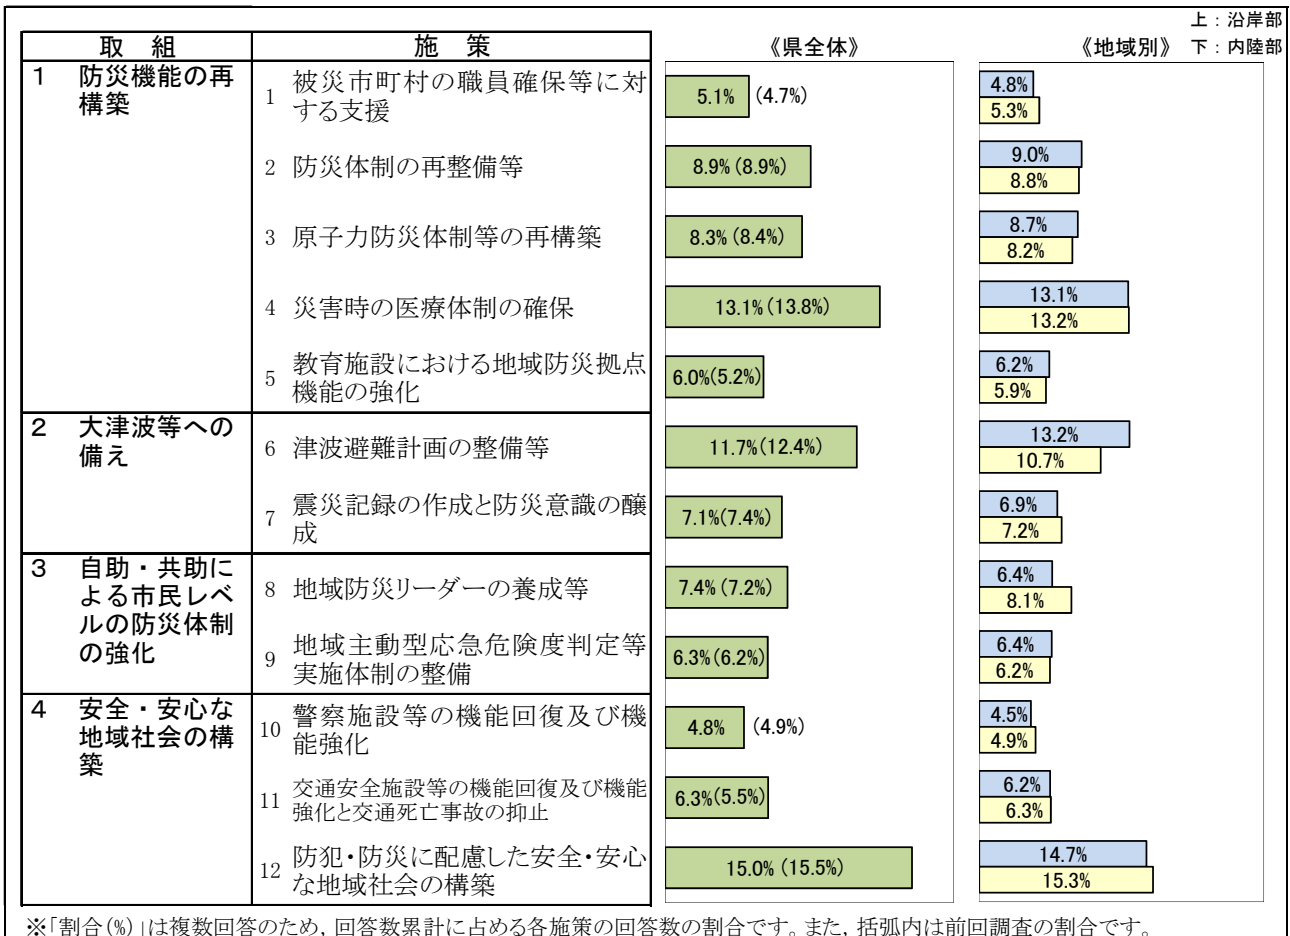 上：沿岸部
取　組　施　策　《県全体》　《地域別》　下：内陸部
1　防災機能の再
構築
1　被災市町村の職員確保等に対
する支援
5.1%　(4.7%)
4.8%
5.3%
2　防災体制の再整備等
8.9% (8.9%)
9.0%
8.8%
3　原子力防災体制等の再構築
8.3% (8.4%)
8.7%
8.2%
4　災害時の医療体制の確保
13.1% (13.8%)
13.1%
13.2%
5　教育施設における地域防災拠点
機能の強化
6.0%(5.2%)
6.2%
5.9%
2　大津波等への
備え
6　津波避難計画の整備等
11.7%(12.4%)
13.2%
10.7%
7　震災記録の作成と防災意識の醸
成
7.1%(7.4%)
6.9%
7.2%
3　自助・共助に
よる市民レベ
ルの防災体制
の強化
8　地域防災リーダーの養成等
7.4% (7.2%)
6.4%
8.1%
9　地域主動型応急危険度判定等
実施体制の整備
6.3%(6.2%)
6.4%
6.2%
4　安全・安心な
地域社会の構
築
10　警察施設等の機能回復及び機
能強化
4.8%　(4.9%)
4.5%
4.9%
11　交通安全施設等の機能回復及び機能
強化と交通死亡事故の抑止
6.3%(5.5%)
6.2%
6.3%
12　防犯・防災に配慮した安全・安心
な地域社会の構築
15.0% (15.5%)
14.7%
15.3%
※「割合(%)」は複数回答のため，回答数累計に占める各施策の回答数の割合です。また，括弧内は前回調査の割合です。